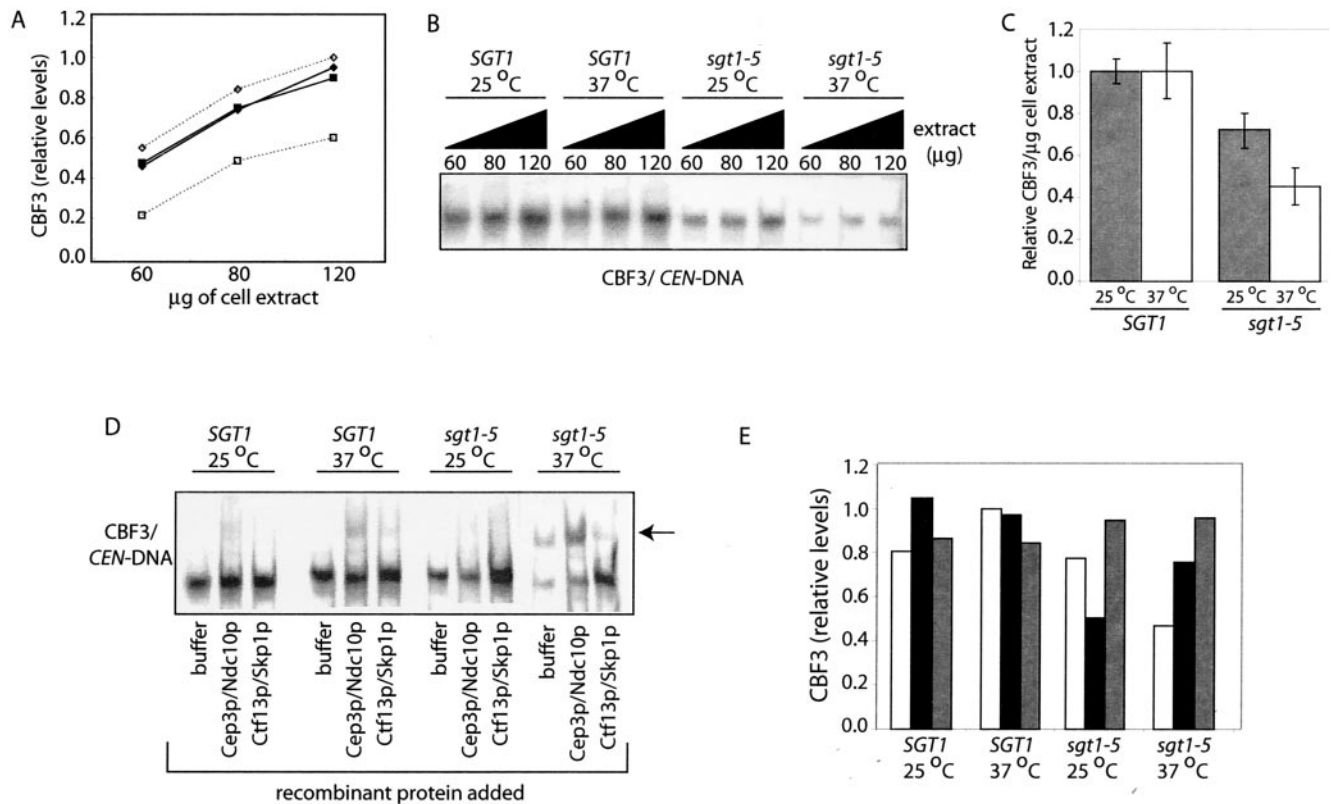 A
CBF3 (relative levels)
1.2
1.0
0.8
0.6
0.4
0.2
0.0
60 80 120
µg of cell extract
B
SGT1 SGT1 sgt1-5 sgt1-5
25 °C 37 °C 25 °C 37 °C
extract
(µg)
60 80 120 60 80 120 60 80 120 60 80 120
CBF3/ CEN-DNA
C
Relative CBF3/µg cell extract
1.2
1.0
0.8
0.6
0.4
0.2
0.0
25 °C 37 °C 25 °C 37 °C
SGT1 sgt1-5
D
SGT1 SGT1 sgt1-5 sgt1-5
25 °C 37 °C 25 °C 37 °C
CBF3/
CEN-DNA
buffer
Cep3p/Ndc10p
Ctf13p/Skp1p
buffer
Cep3p/Ndc10p
Ctf13p/Skp1p
buffer
Cep3p/Ndc10p
Ctf13p/Skp1p
buffer
Cep3p/Ndc10p
Ctf13p/Skp1p
recombinant protein added
E
CBF3 (relative levels)
1.2
1.0
0.8
0.6
0.4
0.2
0.0
SGT1 SGT1 sgt1-5 sgt1-5
25 °C 37 °C 25 °C 37 °C